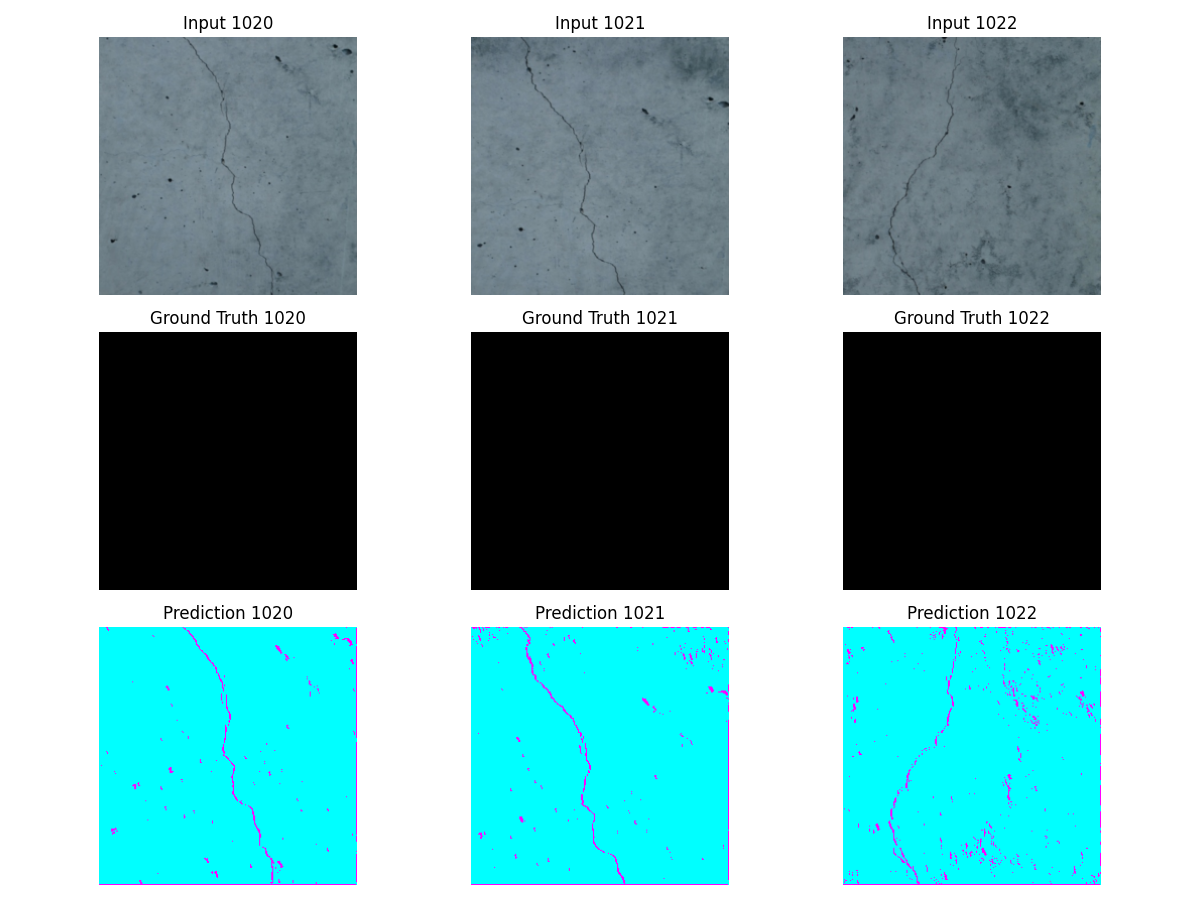 Input 1020
Input 1021
Input 1022
Ground Truth 1020
Ground Truth 1021
Ground Truth 1022
Prediction 1020
Prediction 1021
Prediction 1022